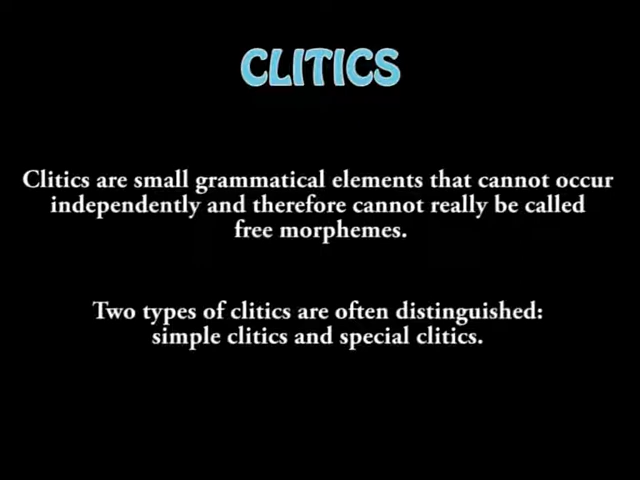 CLITICS
Clitics are small grammatical elements that cannot occur
independently and therefore cannot really be called
free morphemes.
Two types of clitics are often distinguished:
simple clitics and special clitics.